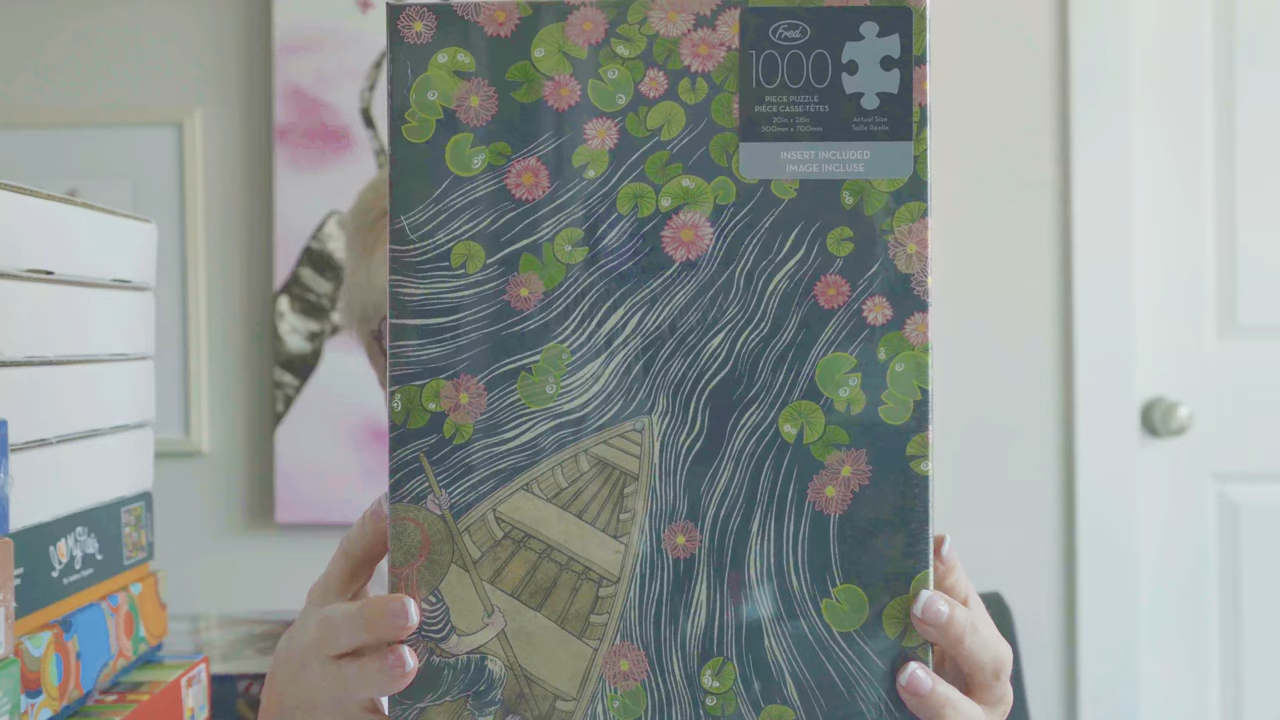 Fred
1000
PIECE PUZZLE
PIÈCE CASSE-TÊTES
20in x 28in
500mm x 700mm
Actual Size
Taille Réelle
INSERT INCLUDED
IMAGE INCLUSE